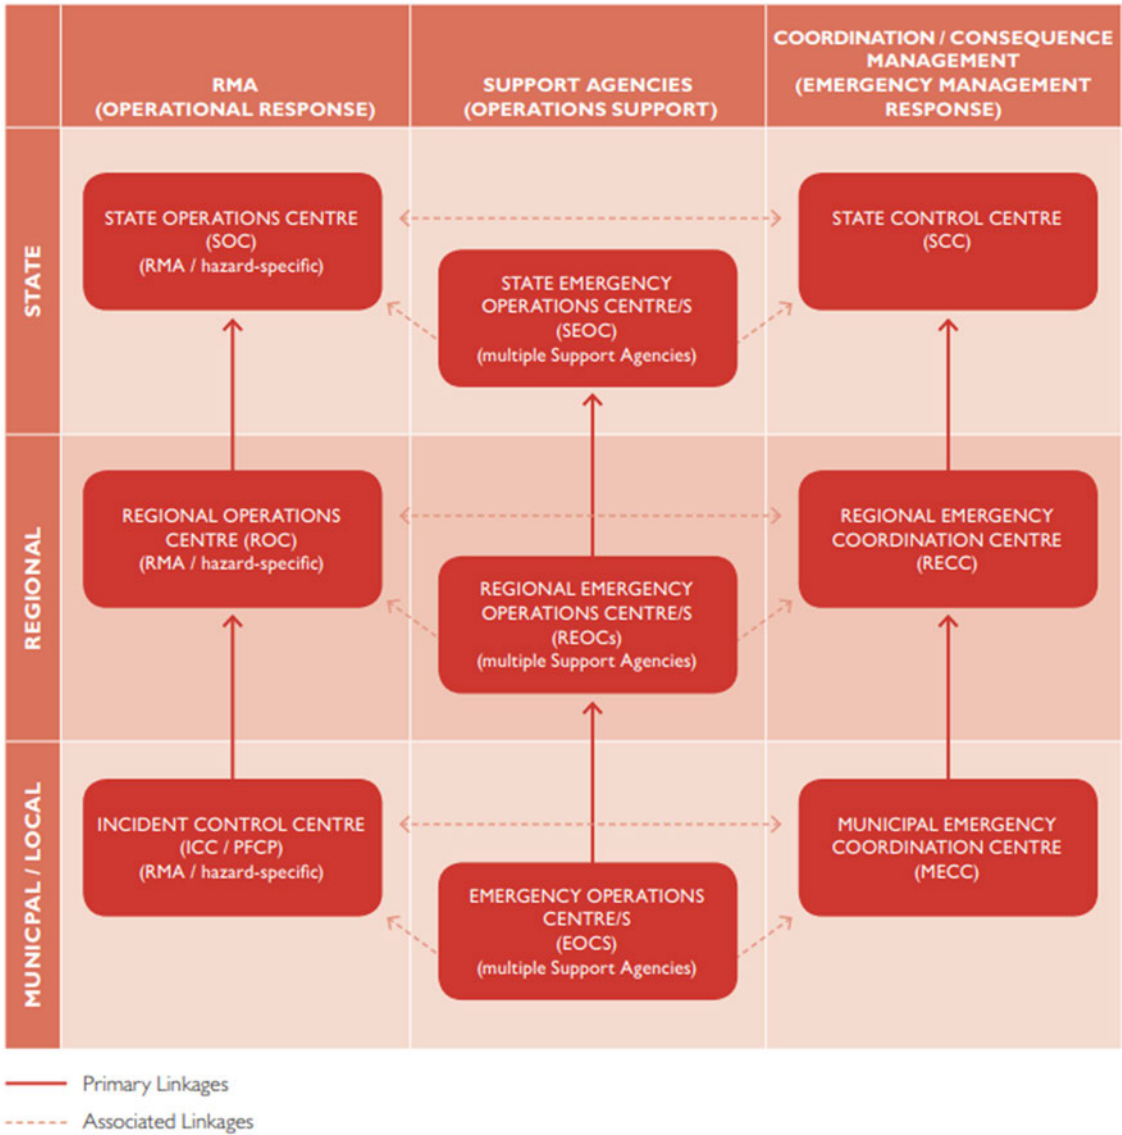 RMA
(OPERATIONAL RESPONSE)
SUPPORT AGENCIES
(OPERATIONS SUPPORT)
COORDINATION / CONSEQUENCE
MANAGEMENT
(EMERGENCY MANAGEMENT
RESPONSE)
STATE
STATE OPERATIONS CENTRE
(SOC)
(RMA / hazard-specific)
STATE EMERGENCY
OPERATIONS CENTRE/S
(SEOC)
(multiple Support Agencies)
STATE CONTROL CENTRE
(SCC)
REGIONAL
REGIONAL OPERATIONS
CENTRE (ROC)
(RMA / hazard-specific)
REGIONAL EMERGENCY
OPERATIONS CENTRE/S
(REOCs)
(multiple Support Agencies)
REGIONAL EMERGENCY
COORDINATION CENTRE
(RECC)
MUNICPAL / LOCAL
INCIDENT CONTROL CENTRE
(ICC / PFCP)
(RMA / hazard-specific)
EMERGENCY OPERATIONS
CENTRE/S
(EOCS)
(multiple Support Agencies)
MUNICIPAL EMERGENCY
COORDINATION CENTRE
(MECC)
Primary Linkages
Associated Linkages